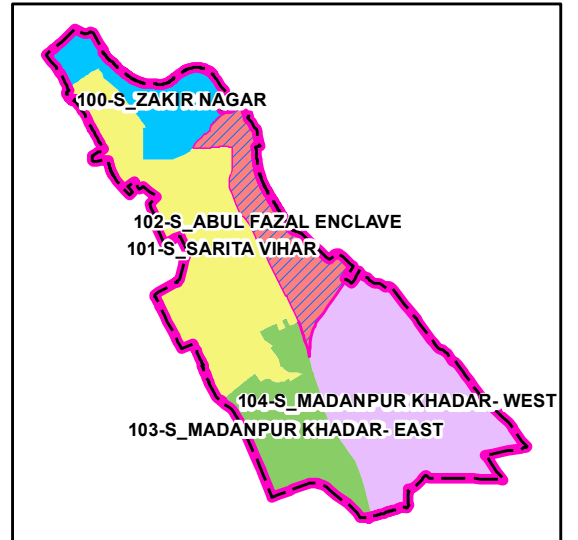 100-S_ZAKIR NAGAR
102-S_ABUL FAZAL ENCLAVE
101-S_SARITA VIHAR
104-S_MADANPUR KHADAR- WEST
103-S_MADANPUR KHADAR- EAST